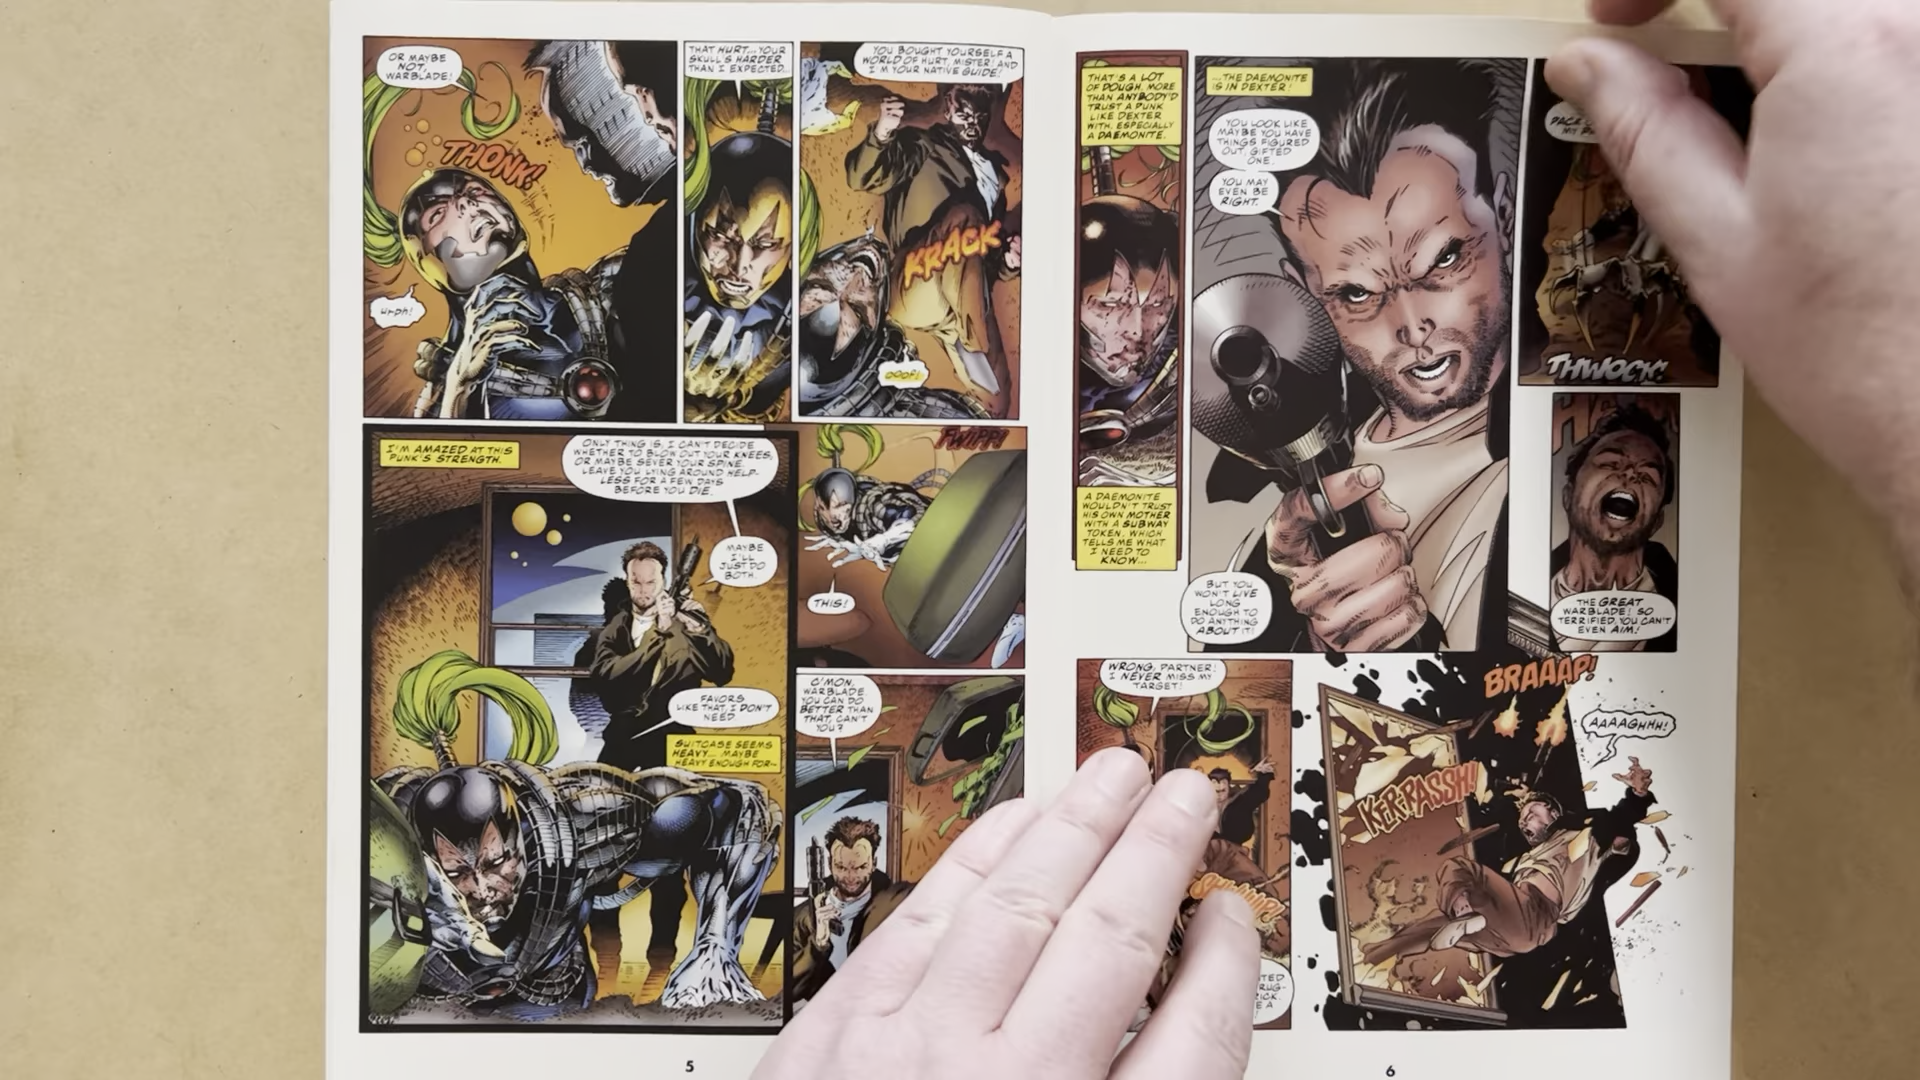 OR MAYBE
NOT,
WARBLADE!
THONK!
Urph!
THAT HURT... YOUR
SKULL'S HARDER
THAN I EXPECTED...
YOU BOUGHT YOURSELF A
WORLD OF HURT, MISTER! AND
I'M YOUR NATIVE GUIDE!
KRACK
OOOF!
I'M AMAZED AT THIS
PUNK'S STRENGTH.
ONLY THING IS, I CAN'T DECIDE
WHETHER TO BLOW OUT YOUR KNEES,
OR MAYBE SEVER YOUR SPINE.
LEAVE YOU LYING AROUND HELP-
LESS FOR A FEW DAYS
BEFORE YOU DIE.
MAYBE
I'LL
JUST DO
BOTH.
FAVORS
LIKE THAT, I DON'T
NEED.
SUITCASE SEEMS
HEAVY... MAYBE
HEAVY ENOUGH FOR--
FWIPP!
THIS!
C'MON,
WARBLADE.
YOU CAN DO
BETTER THAN
THAT, CAN'T
YOU?
5
THAT'S A LOT
OF DOUGH. MORE
THAN ANYBODY'D
TRUST A PUNK
LIKE DEXTER
WITH. ESPECIALLY
A DAEMONITE.
A DAEMONITE
WOULDN'T TRUST
HIS OWN MOTHER
WITH A SUBWAY
TOKEN. WHICH
TELLS ME WHAT
I NEED TO
KNOW...
...THE DAEMONITE
IS IN DEXTER!
YOU LOOK LIKE
MAYBE YOU HAVE
THINGS FIGURED
OUT, GIFTED
ONE.
YOU MAY
EVEN BE
RIGHT.
BUT YOU
WON'T LIVE
LONG
ENOUGH TO
DO ANYTHING
ABOUT IT!
MY
THWOCK!
THE GREAT
WARBLADE! SO
TERRIFIED, YOU CAN'T
EVEN AIM!
WRONG, PARTNER!
I NEVER MISS MY
TARGET!
BRAAAP!
AAAAGHHH!
KER-RASSH!
6